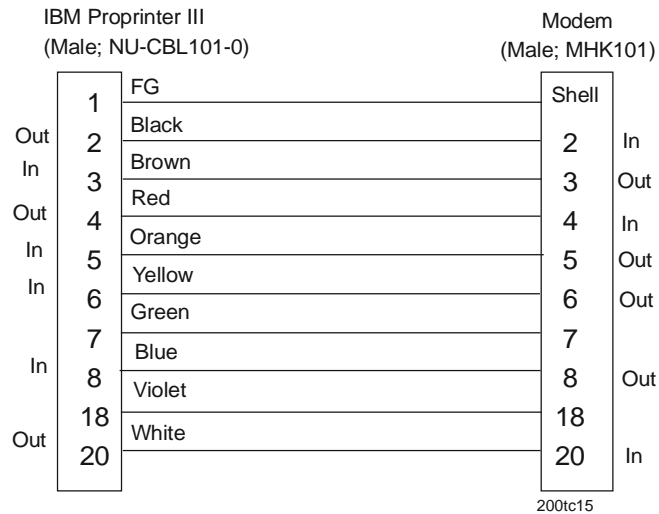 IBM Proprinter III
(Male; NU-CBL101-0)
Modem
(Male; MHK101)
1 FG Shell
Out 2 Black 2 In
In 3 Brown 3 Out
Out 4 Red 4 In
In 5 Orange 5 Out
In 6 Yellow 6 Out
7 Green 7
In 8 Blue 8 Out
18 Violet 18
Out 20 White 20 In
200tc15